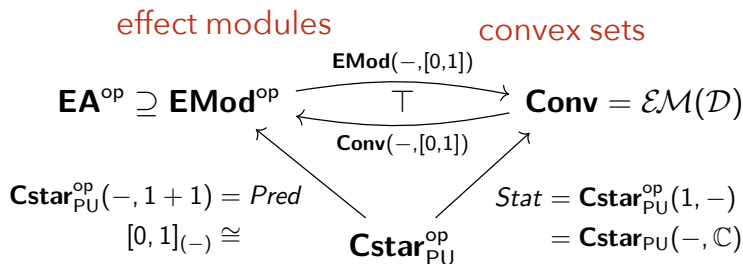 effect modules convex sets
EMod(−,[0,1])
EA^op ⊇ EMod^op ⊤ Conv = ℰℳ(𝒟)
Conv(−,[0,1])
Cstar^op_PU(−, 1 + 1) = Pred Stat = Cstar^op_PU(1, −)
[0, 1]_(−) ≅ = Cstar_PU(−, ℂ)
Cstar^op_PU